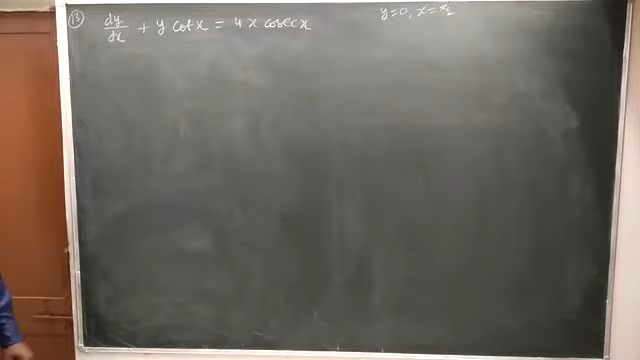 (13) dy/dx + y cot x = 4 x cosec x
y=0, x=π/2